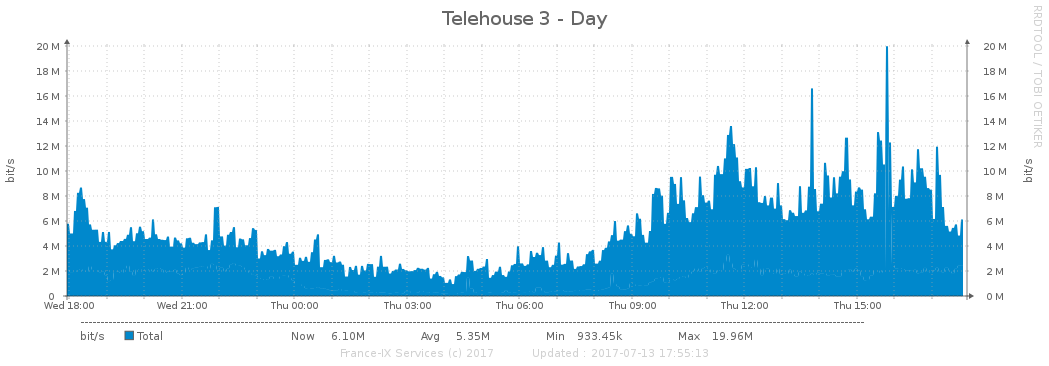 Telehouse 3 - Day
RRDTOOL / TOBI OETIKER
bit/s
bit/s
20 M 20 M
18 M 18 M
16 M 16 M
14 M 14 M
12 M 12 M
10 M 10 M
8 M 8 M
6 M 6 M
4 M 4 M
2 M 2 M
0 0 M
Wed 18:00 Wed 21:00 Thu 00:00 Thu 03:00 Thu 06:00 Thu 09:00 Thu 12:00 Thu 15:00
bit/s Total Now 6.10M Avg 5.35M Min 933.45k Max 19.96M
France-IX Services (c) 2017 Updated : 2017-07-13 17:55:13